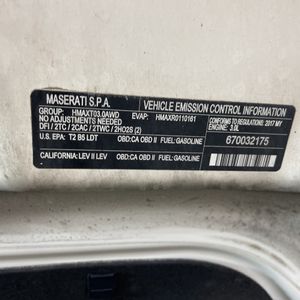 MASERATI S.P.A. VEHICLE EMISSION CONTROL INFORMATION
GROUP: HMAXT03.0AWD EVAP: HMAXR0110161 CONFORMS TO REGULATIONS: 2017 MY
NO ADJUSTMENTS NEEDED ENGINE: 3.0L
DFI / 2TC / 2CAC / 2TWC / 2HO2S (2)
U.S. EPA: T2 B5 LDT OBD: CA OBD II FUEL: GASOLINE 670032175
CALIFORNIA: LEV II LEV OBD: CA OBD II FUEL: GASOLINE